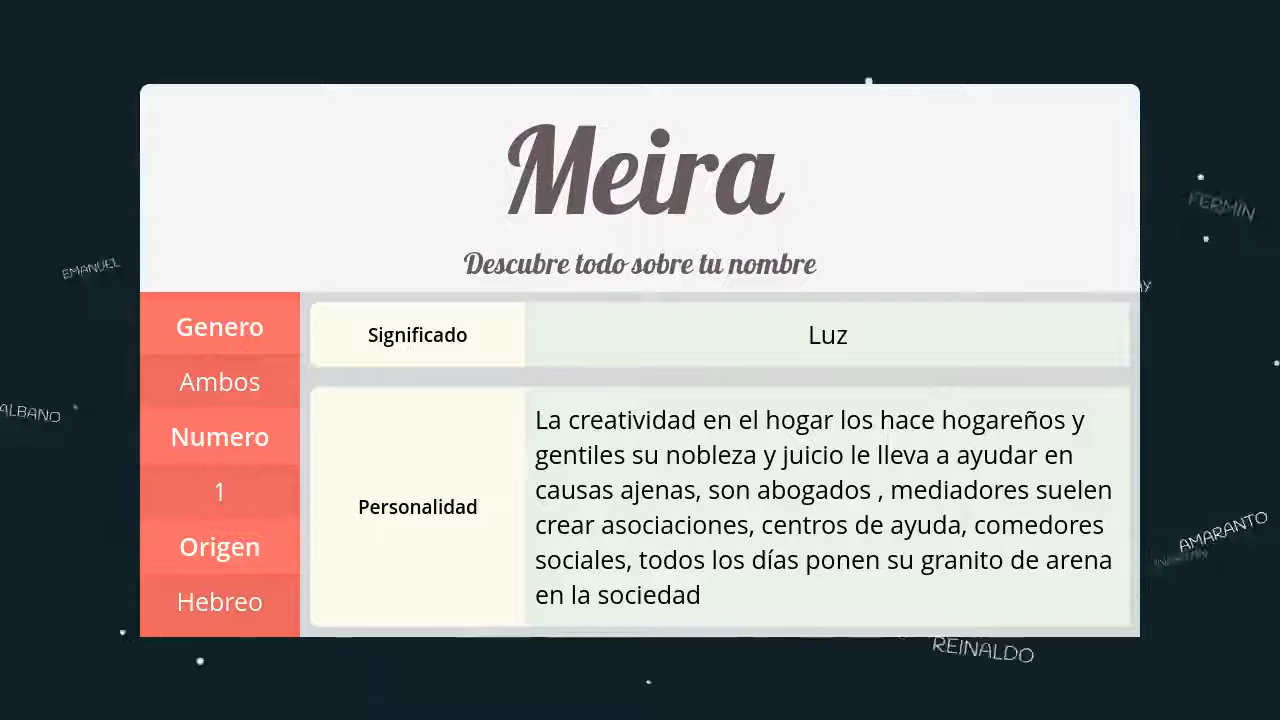 Meira
Descubre todo sobre tu nombre
Genero
Ambos
Numero
1
Origen
Hebreo
Significado
Luz
Personalidad
La creatividad en el hogar los hace hogareños y
gentiles su nobleza y juicio le lleva a ayudar en
causas ajenas, son abogados , mediadores suelen
crear asociaciones, centros de ayuda, comedores
sociales, todos los días ponen su granito de arena
en la sociedad
EMANUEL
ALBANO
FERMIN
AMARANTO
REINALDO